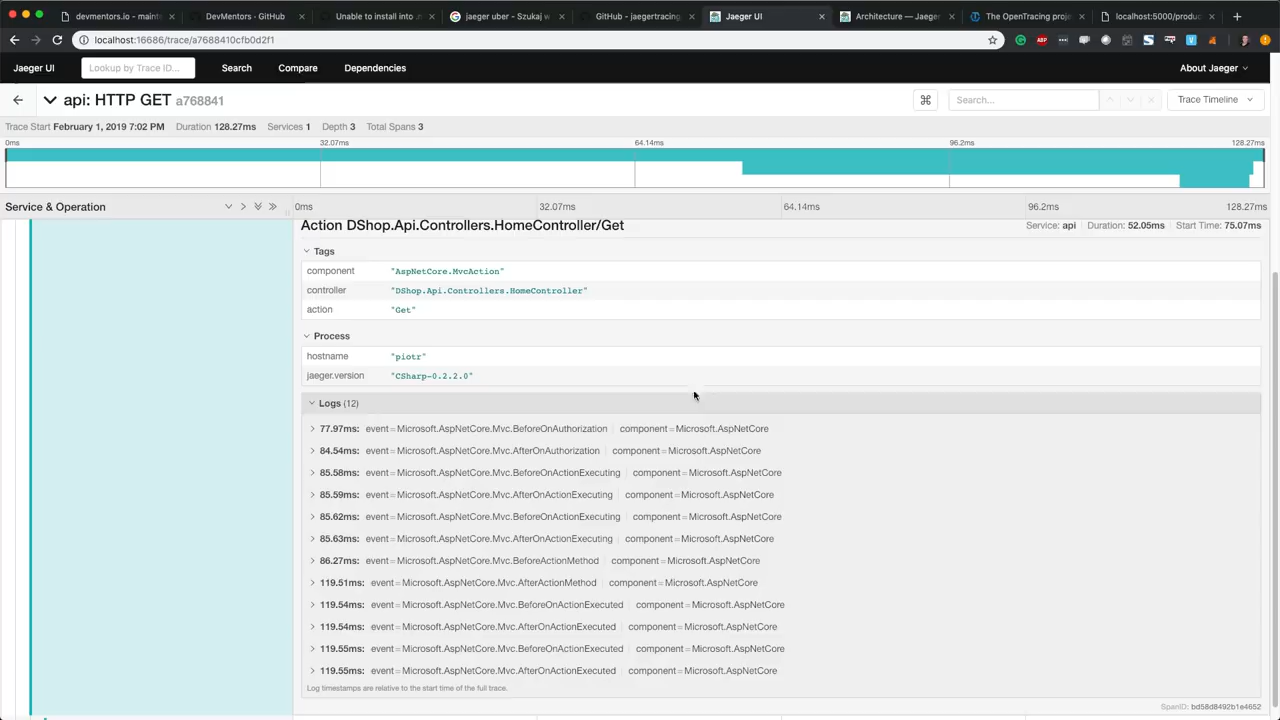 devmentors.io - mainte
DevMentors · GitHub
Unable to install into .n
jaeger uber - Szukaj w
GitHub - jaegertracing
Jaeger UI
Architecture — Jaeger
The OpenTracing proje
localhost:5000/produc
localhost:16686/trace/a7688410cfb0d2f1
Jaeger UI
Lookup by Trace ID...
Search
Compare
Dependencies
About Jaeger
api: HTTP GET a768841
Search...
Trace Timeline
Trace Start February 1, 2019 7:02 PM Duration 128.27ms Services 1 Depth 3 Total Spans 3
0ms 32.07ms 64.14ms 96.2ms 128.27ms
Service & Operation 0ms 32.07ms 64.14ms 96.2ms 128.27ms
Action DShop.Api.Controllers.HomeController/Get Service: api Duration: 52.05ms Start Time: 75.07ms
Tags
component "AspNetCore.MvcAction"
controller "DShop.Api.Controllers.HomeController"
action "Get"
Process
hostname "piotr"
jaeger.version "CSharp-0.2.2.0"
Logs (12)
77.97ms: event=Microsoft.AspNetCore.Mvc.BeforeOnAuthorization component=Microsoft.AspNetCore
84.54ms: event=Microsoft.AspNetCore.Mvc.AfterOnAuthorization component=Microsoft.AspNetCore
85.58ms: event=Microsoft.AspNetCore.Mvc.BeforeOnActionExecuting component=Microsoft.AspNetCore
85.59ms: event=Microsoft.AspNetCore.Mvc.AfterOnActionExecuting component=Microsoft.AspNetCore
85.62ms: event=Microsoft.AspNetCore.Mvc.BeforeOnActionExecuting component=Microsoft.AspNetCore
85.63ms: event=Microsoft.AspNetCore.Mvc.AfterOnActionExecuting component=Microsoft.AspNetCore
86.27ms: event=Microsoft.AspNetCore.Mvc.BeforeActionMethod component=Microsoft.AspNetCore
119.51ms: event=Microsoft.AspNetCore.Mvc.AfterActionMethod component=Microsoft.AspNetCore
119.54ms: event=Microsoft.AspNetCore.Mvc.BeforeOnActionExecuted component=Microsoft.AspNetCore
119.54ms: event=Microsoft.AspNetCore.Mvc.AfterOnActionExecuted component=Microsoft.AspNetCore
119.55ms: event=Microsoft.AspNetCore.Mvc.BeforeOnActionExecuted component=Microsoft.AspNetCore
119.55ms: event=Microsoft.AspNetCore.Mvc.AfterOnActionExecuted component=Microsoft.AspNetCore
Log timestamps are relative to the start time of the full trace.
SpanID: bd58d8492b1e4652